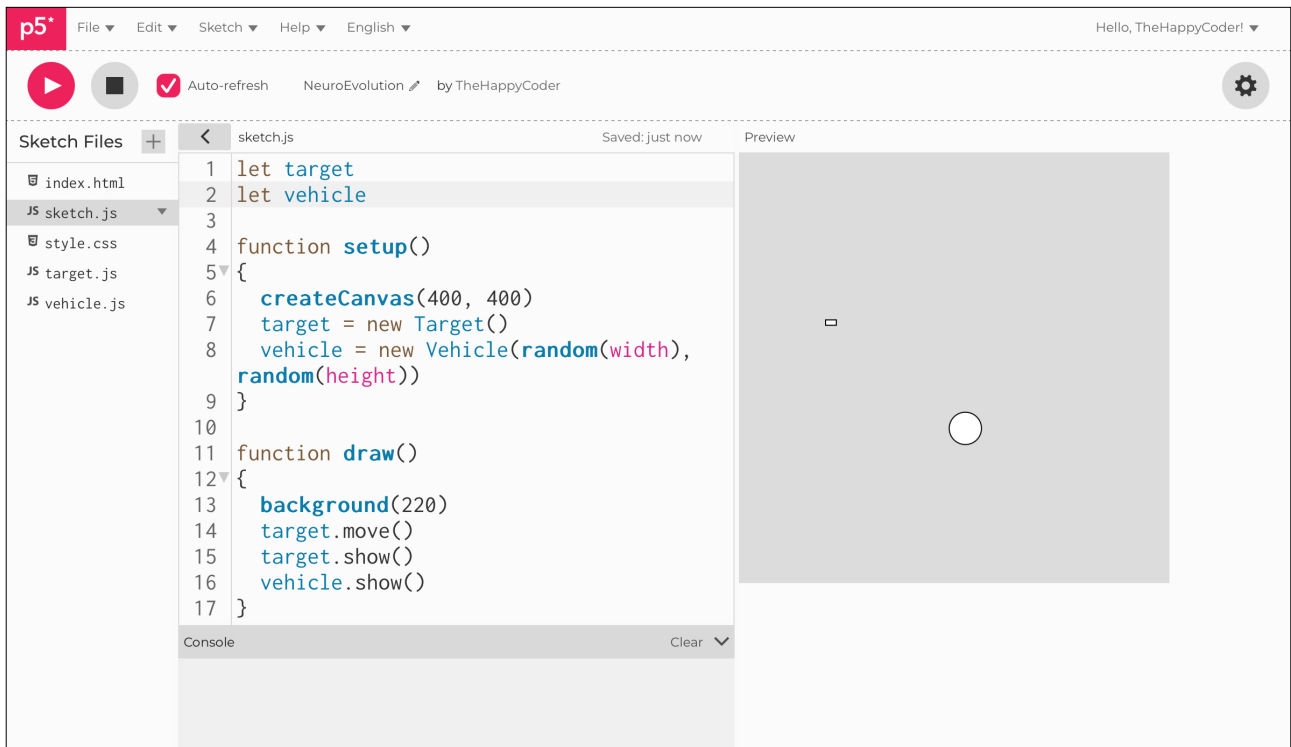 p5* File Edit Sketch Help English Hello, TheHappyCoder!
Auto-refresh NeuroEvolution by TheHappyCoder
Sketch Files + sketch.js Saved: just now Preview
index.html
JS sketch.js
style.css
JS target.js
JS vehicle.js
1 let target
2 let vehicle
3
4 function setup()
5 {
6 createCanvas(400, 400)
7 target = new Target()
8 vehicle = new Vehicle(random(width),
random(height))
9 }
10
11 function draw()
12 {
13 background(220)
14 target.move()
15 target.show()
16 vehicle.show()
17 }
Console Clear